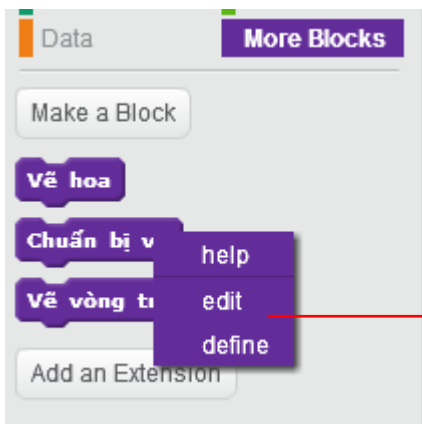 Data
More Blocks
Make a Block
Vẽ hoa
Chuẩn bị
help
Vẽ vòng
edit
define
Add an Extension